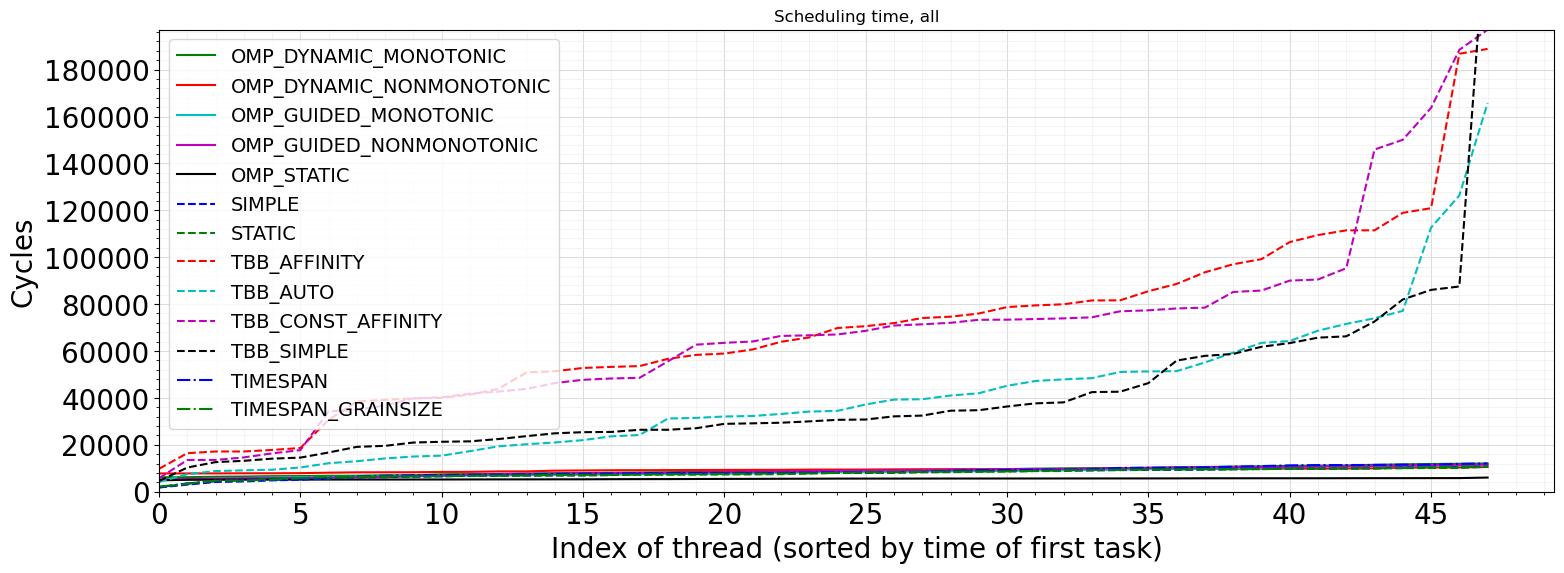 Scheduling time, all
Cycles
180000
160000
140000
120000
100000
80000
60000
40000
20000
0
OMP_DYNAMIC_MONOTONIC
OMP_DYNAMIC_NONMONOTONIC
OMP_GUIDED_MONOTONIC
OMP_GUIDED_NONMONOTONIC
OMP_STATIC
SIMPLE
STATIC
TBB_AFFINITY
TBB_AUTO
TBB_CONST_AFFINITY
TBB_SIMPLE
TIMESPAN
TIMESPAN_GRAINSIZE
0 5 10 15 20 25 30 35 40 45
Index of thread (sorted by time of first task)